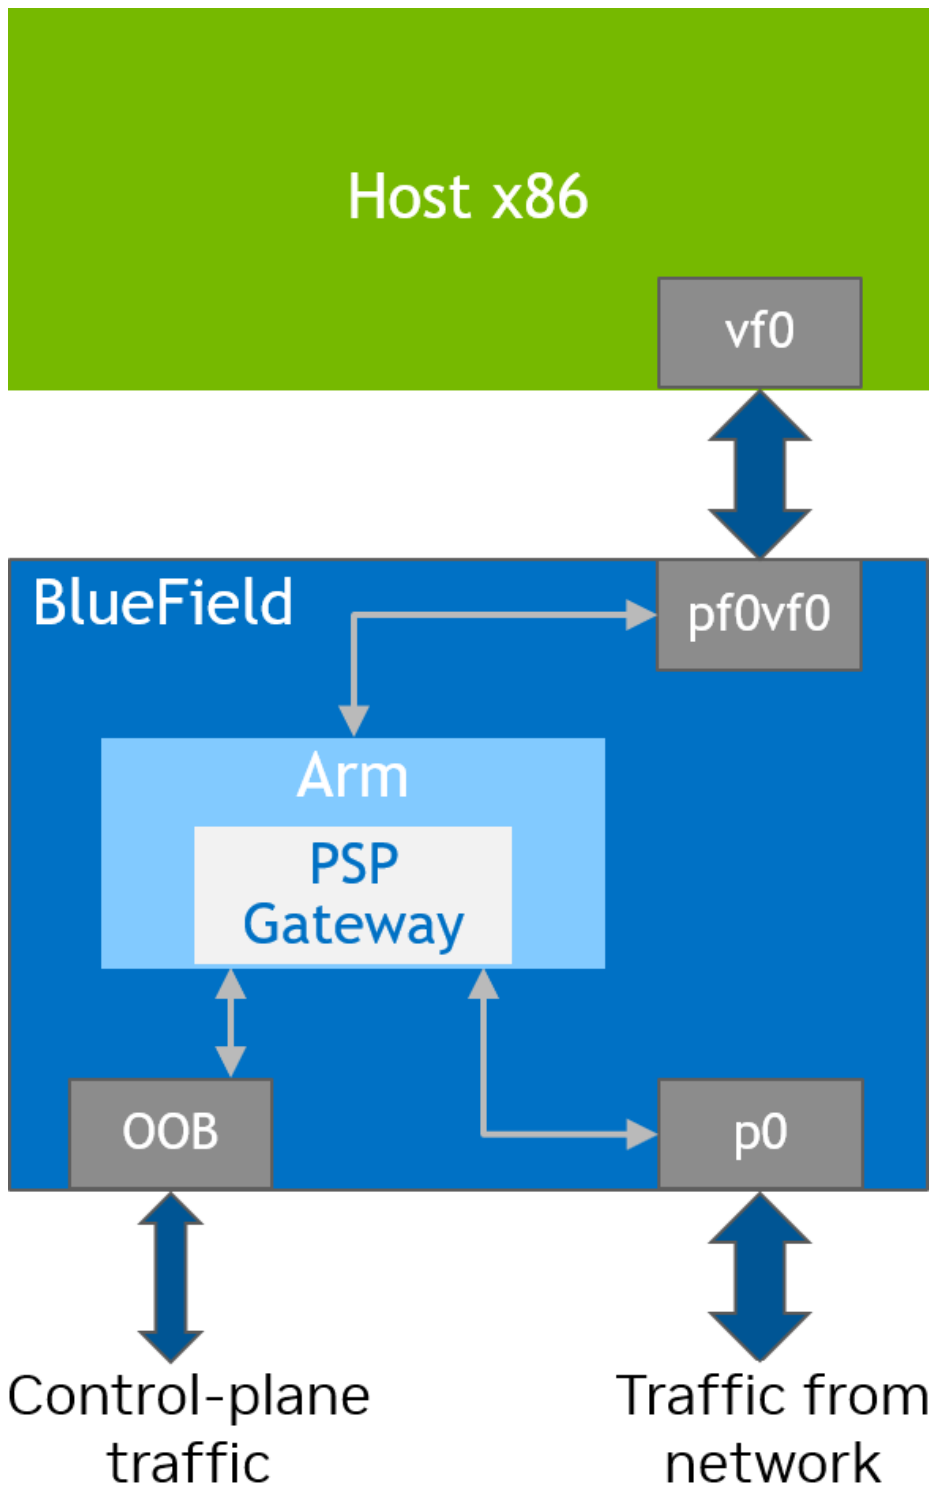 Host x86
vf0
BlueField
pf0vf0
Arm
PSP
Gateway
OOB
p0
Control-plane
traffic
Traffic from
network